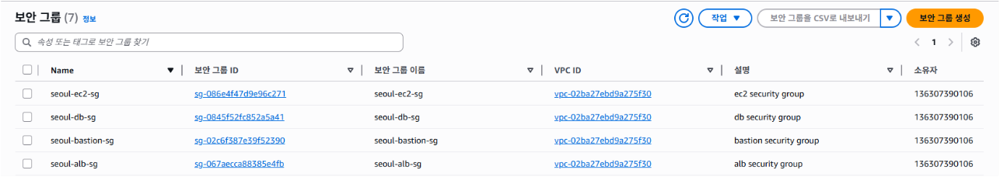 보안 그룹 (7) 정보
작업
보안 그룹을 CSV로 내보내기
보안 그룹 생성
속성 또는 태그로 보안 그룹 찾기
1
Name 보안 그룹 ID 보안 그룹 이름 VPC ID 설명 소유자
seoul-ec2-sg sg-086e4f47d9e96c271 seoul-ec2-sg vpc-02ba27ebd9a275f30 ec2 security group 136307390106
seoul-db-sg sg-0845f52fc852a5a41 seoul-db-sg vpc-02ba27ebd9a275f30 db security group 136307390106
seoul-bastion-sg sg-02c6f387e39f52390 seoul-bastion-sg vpc-02ba27ebd9a275f30 bastion security group 136307390106
seoul-alb-sg sg-067aecca88385e4fb seoul-alb-sg vpc-02ba27ebd9a275f30 alb security group 136307390106